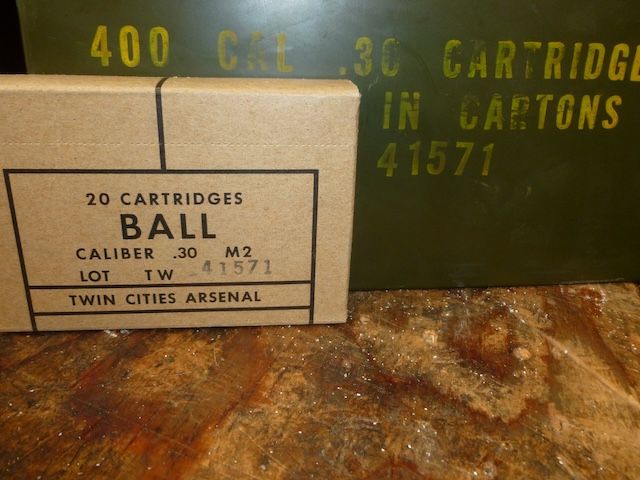 400 CAL .30 CARTRIDGE
IN CARTONS
41571
20 CARTRIDGES
BALL
CALIBER .30 M2
LOT TW 41571
TWIN CITIES ARSENAL